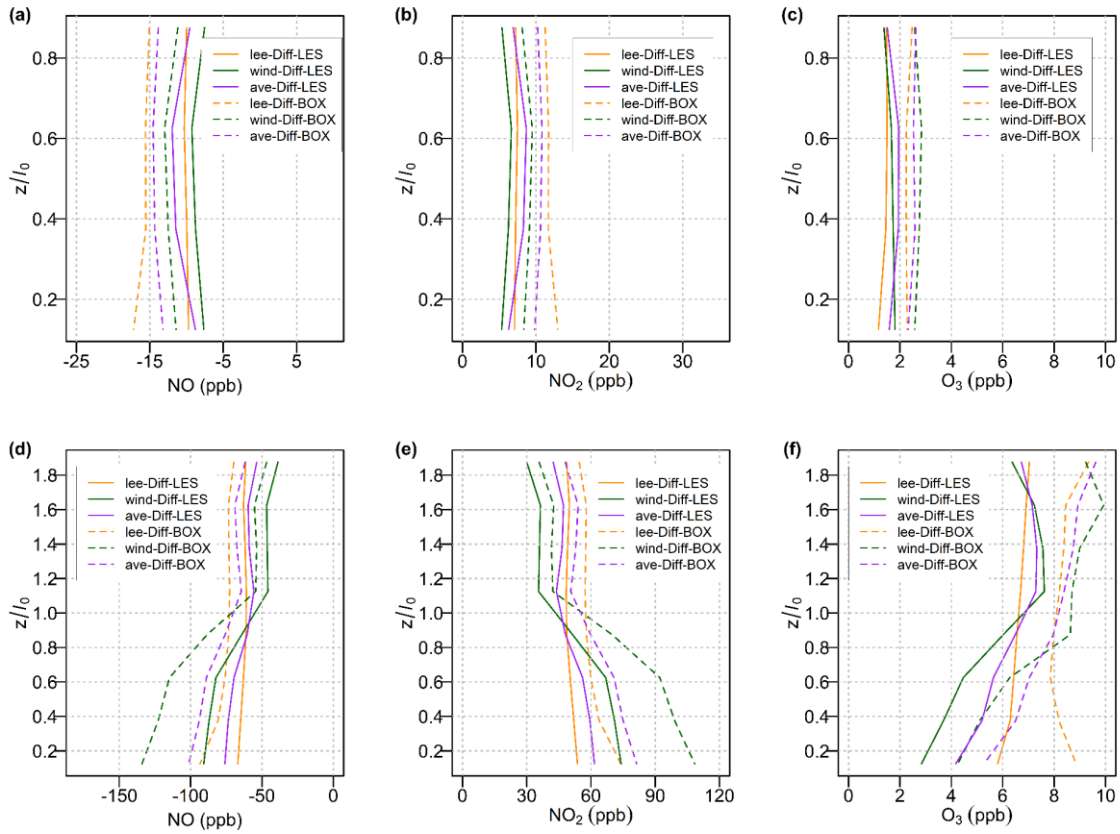 (a)
z/l0
0.2
0.4
0.6
0.8
lee-Diff-LES
wind-Diff-LES
ave-Diff-LES
lee-Diff-BOX
wind-Diff-BOX
ave-Diff-BOX
-25 -15 -5 5
NO (ppb)
(b)
z/l0
0.2
0.4
0.6
0.8
lee-Diff-LES
wind-Diff-LES
ave-Diff-LES
lee-Diff-BOX
wind-Diff-BOX
ave-Diff-BOX
0 10 20 30
NO2 (ppb)
(c)
z/l0
0.2
0.4
0.6
0.8
lee-Diff-LES
wind-Diff-LES
ave-Diff-LES
lee-Diff-BOX
wind-Diff-BOX
ave-Diff-BOX
0 2 4 6 8 10
O3 (ppb)
(d)
z/l0
0.2
0.4
0.6
0.8
1.0
1.2
1.4
1.6
1.8
lee-Diff-LES
wind-Diff-LES
ave-Diff-LES
lee-Diff-BOX
wind-Diff-BOX
ave-Diff-BOX
-150 -100 -50 0
NO (ppb)
(e)
z/l0
0.2
0.4
0.6
0.8
1.0
1.2
1.4
1.6
1.8
lee-Diff-LES
wind-Diff-LES
ave-Diff-LES
lee-Diff-BOX
wind-Diff-BOX
ave-Diff-BOX
0 30 60 90 120
NO2 (ppb)
(f)
z/l0
0.2
0.4
0.6
0.8
1.0
1.2
1.4
1.6
1.8
lee-Diff-LES
wind-Diff-LES
ave-Diff-LES
lee-Diff-BOX
wind-Diff-BOX
ave-Diff-BOX
0 2 4 6 8 10
O3 (ppb)